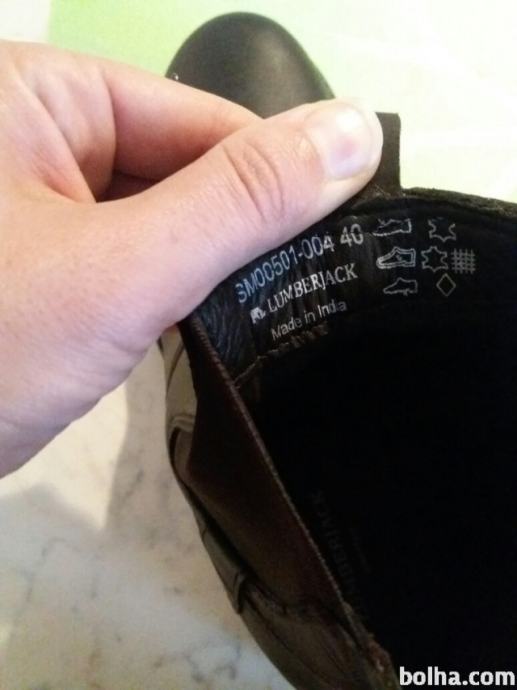 SM00501-004 40
LUMBERJACK
Made in India
bolha.com